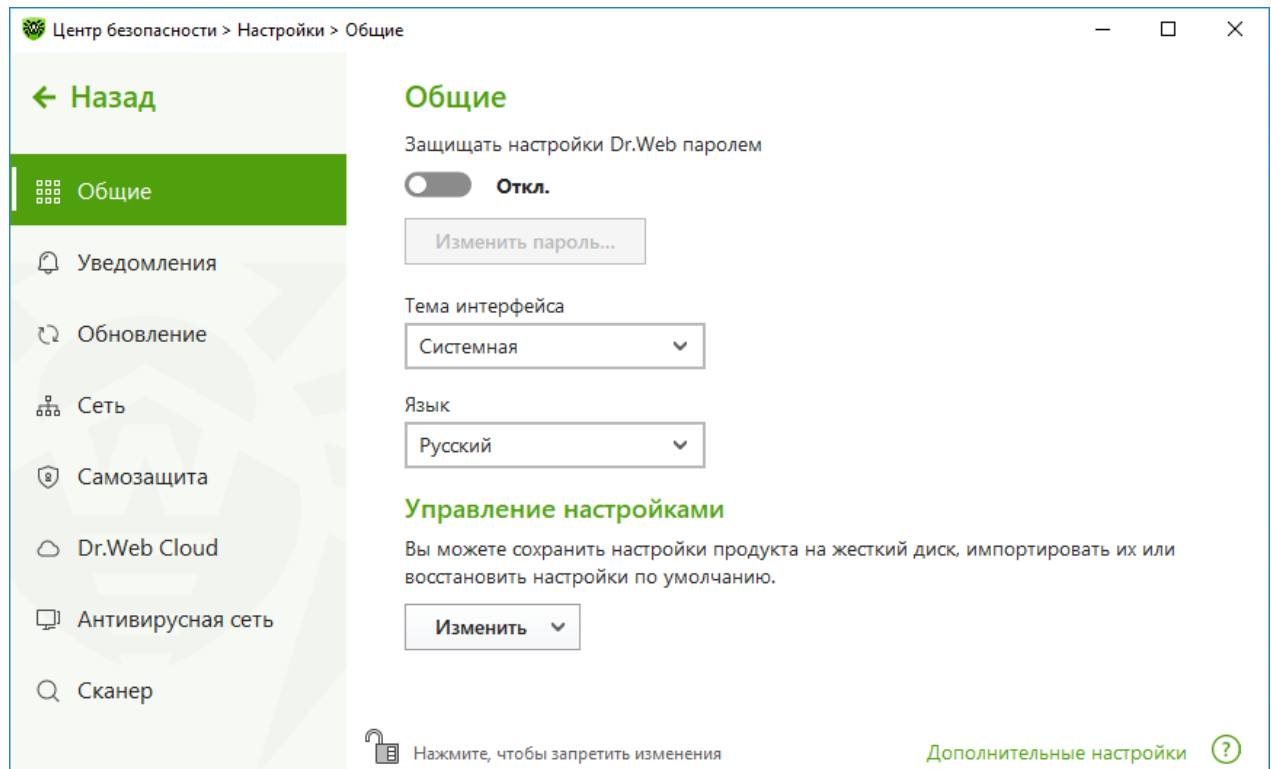 Центр безопасности > Настройки > Общие
Назад
Общие
Уведомления
Обновление
Сеть
Самозащита
Dr.Web Cloud
Антивирусная сеть
Сканер
Общие
Защищать настройки Dr.Web паролем
Откл.
Изменить пароль...
Тема интерфейса
Системная
Язык
Русский
Управление настройками
Вы можете сохранить настройки продукта на жесткий диск, импортировать их или
восстановить настройки по умолчанию.
Изменить
Нажмите, чтобы запретить изменения
Дополнительные настройки ?